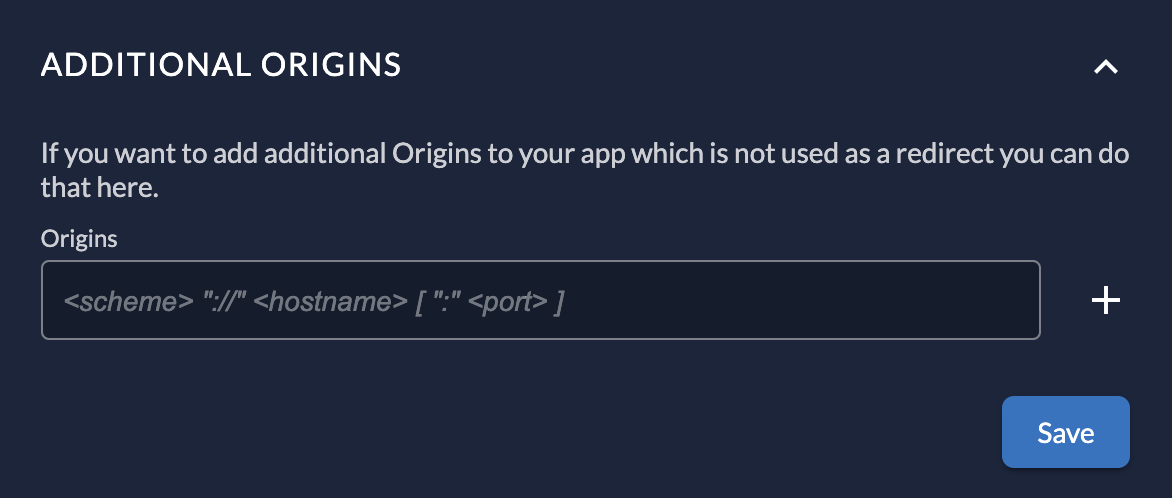 ADDITIONAL ORIGINS
If you want to add additional Origins to your app which is not used as a redirect you can do
that here.
Origins
<scheme> "://" <hostname> [ ":" <port> ]
Save